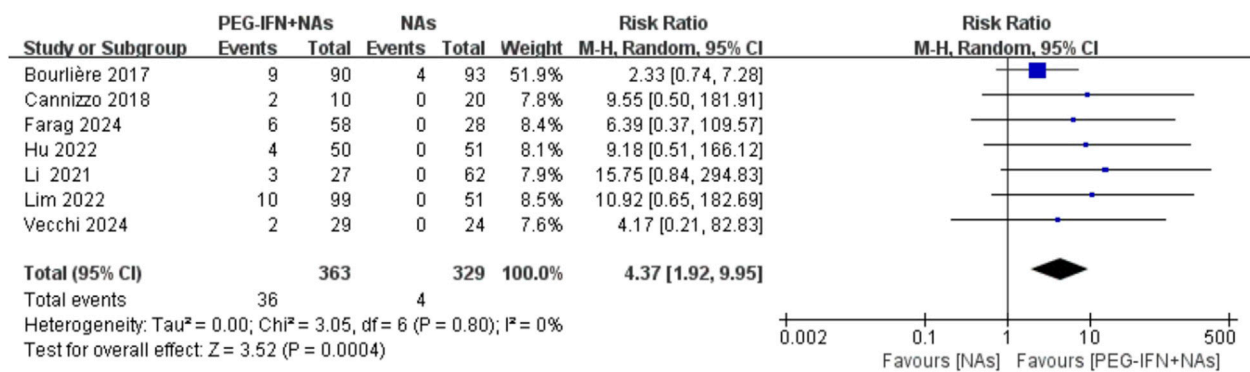 PEG-IFN+NAs NAs Risk Ratio Risk Ratio
Study or Subgroup Events Total Events Total Weight M-H, Random, 95% CI M-H, Random, 95% CI
Bourlière 2017 9 90 4 93 51.9% 2.33 [0.74, 7.28]
Cannizzo 2018 2 10 0 20 7.8% 9.55 [0.50, 181.91]
Farag 2024 6 58 0 28 8.4% 6.39 [0.37, 109.57]
Hu 2022 4 50 0 51 8.1% 9.18 [0.51, 166.12]
Li 2021 3 27 0 62 7.9% 15.75 [0.84, 294.83]
Lim 2022 10 99 0 51 8.5% 10.92 [0.65, 182.69]
Vecchi 2024 2 29 0 24 7.6% 4.17 [0.21, 82.83]
Total (95% CI) 363 329 100.0% 4.37 [1.92, 9.95]
Total events 36 4
Heterogeneity: Tau² = 0.00; Chi² = 3.05, df = 6 (P = 0.80); I² = 0%
Test for overall effect: Z = 3.52 (P = 0.0004)
0.002 0.1 1 10 500
Favours [NAs] Favours [PEG-IFN+NAs]